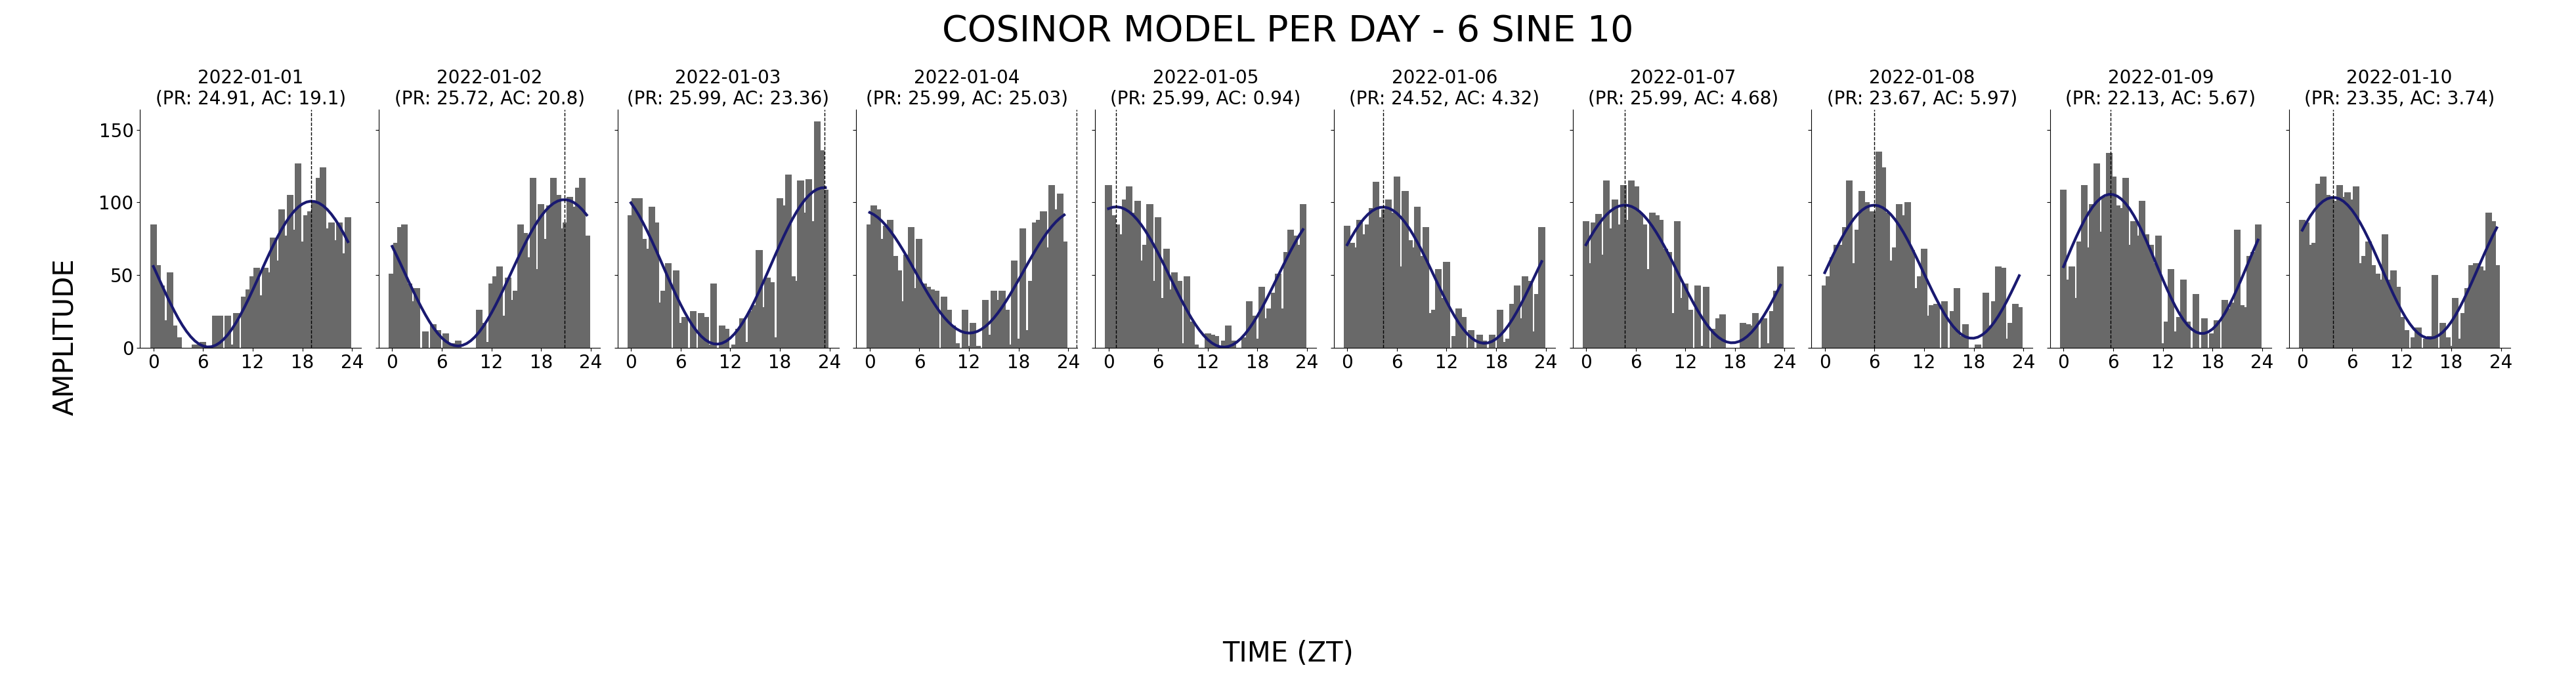 COSINOR MODEL PER DAY - 6 SINE 10
2022-01-01
(PR: 24.91, AC: 19.1)
2022-01-02
(PR: 25.72, AC: 20.8)
2022-01-03
(PR: 25.99, AC: 23.36)
2022-01-04
(PR: 25.99, AC: 25.03)
2022-01-05
(PR: 25.99, AC: 0.94)
2022-01-06
(PR: 24.52, AC: 4.32)
2022-01-07
(PR: 25.99, AC: 4.68)
2022-01-08
(PR: 23.67, AC: 5.97)
2022-01-09
(PR: 22.13, AC: 5.67)
2022-01-10
(PR: 23.35, AC: 3.74)
150
100
50
0
0 6 12 18 24
0 6 12 18 24
0 6 12 18 24
0 6 12 18 24
0 6 12 18 24
0 6 12 18 24
0 6 12 18 24
0 6 12 18 24
0 6 12 18 24
0 6 12 18 24
AMPLITUDE
TIME (ZT)